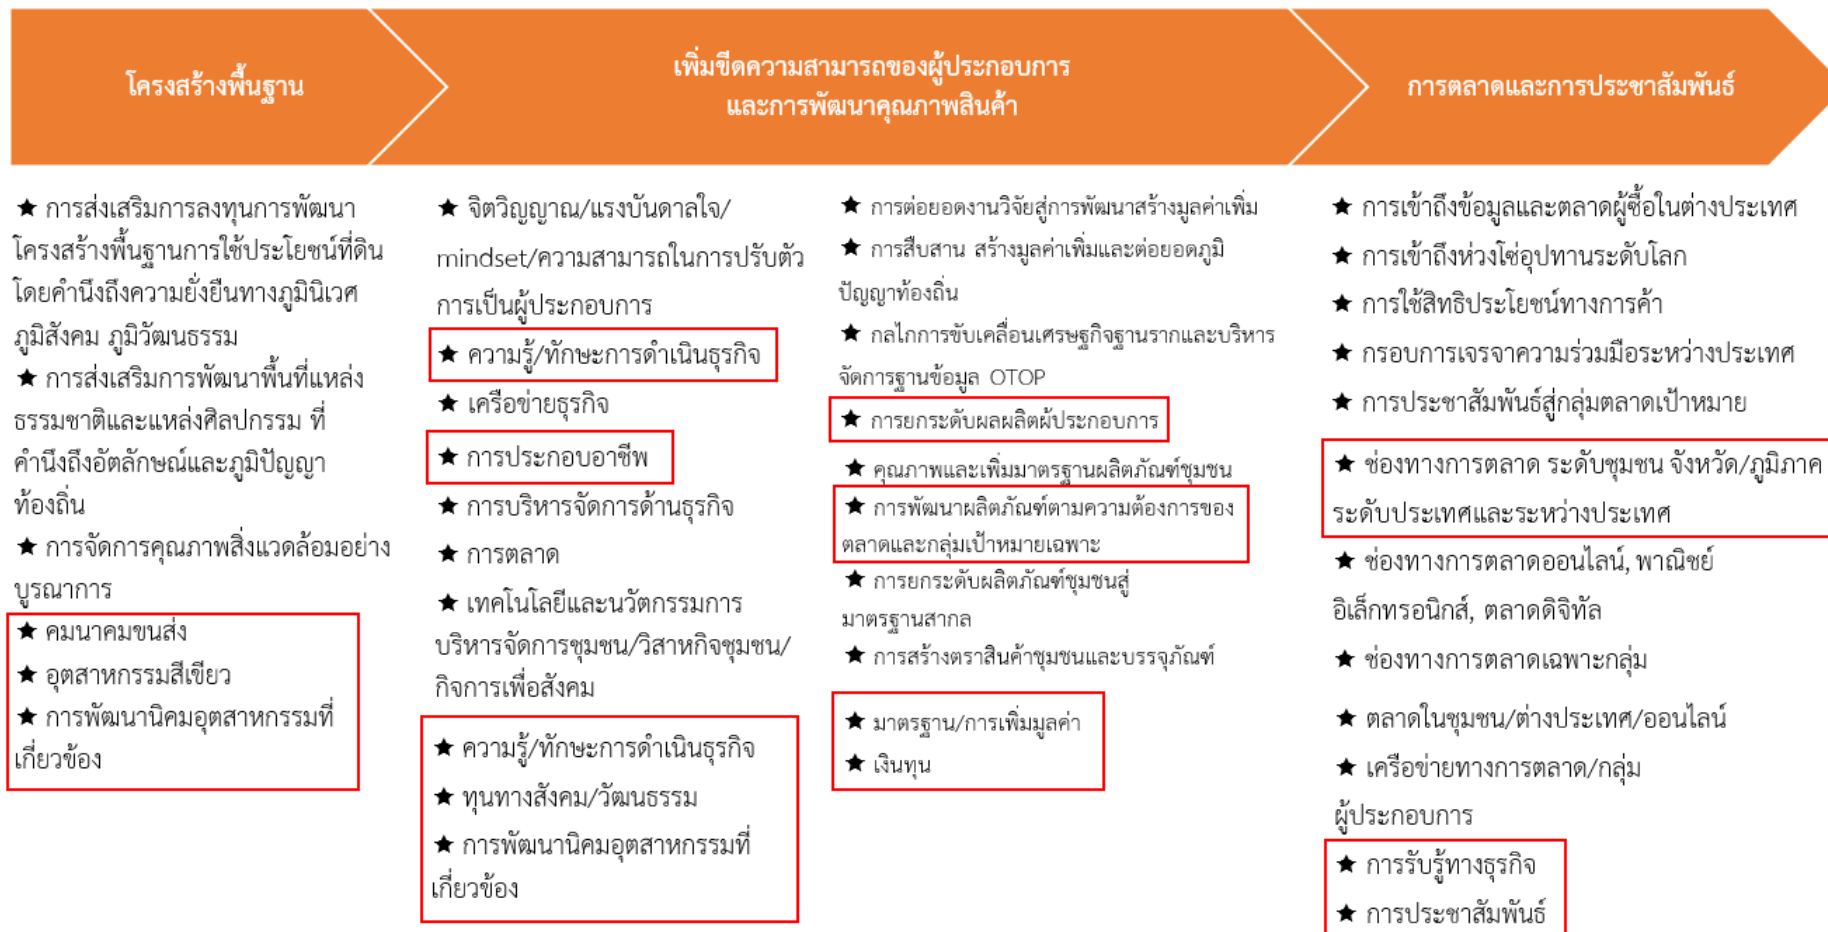 โครงสร้างพื้นฐาน
เพิ่มขีดความสามารถของผู้ประกอบการ
และการพัฒนาคุณภาพสินค้า
การตลาดและการประชาสัมพันธ์
★ การส่งเสริมการลงทุนการพัฒนา
โครงสร้างพื้นฐานการใช้ประโยชน์ที่ดิน
โดยคำนึงถึงความยั่งยืนทางภูมินิเวศ
ภูมิสังคม ภูมิวัฒนธรรม
★ การส่งเสริมการพัฒนาพื้นที่แหล่ง
ธรรมชาติและแหล่งศิลปกรรม ที่
คำนึงถึงอัตลักษณ์และภูมิปัญญา
ท้องถิ่น
★ การจัดการคุณภาพสิ่งแวดล้อมอย่าง
บูรณาการ
★ คมนาคมขนส่ง
★ อุตสาหกรรมสีเขียว
★ การพัฒนานิคมอุตสาหกรรมที่
เกี่ยวข้อง
★ จิตวิญญาณ/แรงบันดาลใจ/
mindset/ความสามารถในการปรับตัว
การเป็นผู้ประกอบการ
★ ความรู้/ทักษะการดำเนินธุรกิจ
★ เครือข่ายธุรกิจ
★ การประกอบอาชีพ
★ การบริหารจัดการด้านธุรกิจ
★ การตลาด
★ เทคโนโลยีและนวัตกรรมการ
บริหารจัดการชุมชน/วิสาหกิจชุมชน/
กิจการเพื่อสังคม
★ ความรู้/ทักษะการดำเนินธุรกิจ
★ ทุนทางสังคม/วัฒนธรรม
★ การพัฒนานิคมอุตสาหกรรมที่
เกี่ยวข้อง
★ การต่อยอดงานวิจัยสู่การพัฒนาสร้างมูลค่าเพิ่ม
★ การสืบสาน สร้างมูลค่าเพิ่มและต่อยอดภูมิ
ปัญญาท้องถิ่น
★ กลไกการขับเคลื่อนเศรษฐกิจฐานรากและบริหาร
จัดการฐานข้อมูล OTOP
★ การยกระดับผลผลิตผู้ประกอบการ
★ คุณภาพและเพิ่มมาตรฐานผลิตภัณฑ์ชุมชน
★ การพัฒนาผลิตภัณฑ์ตามความต้องการของ
ตลาดและกลุ่มเป้าหมายเฉพาะ
★ การยกระดับผลิตภัณฑ์ชุมชนสู่
มาตรฐานสากล
★ การสร้างตราสินค้าชุมชนและบรรจุภัณฑ์
★ มาตรฐาน/การเพิ่มมูลค่า
★ เงินทุน
★ การเข้าถึงข้อมูลและตลาดผู้ซื้อในต่างประเทศ
★ การเข้าถึงห่วงโซ่อุปทานระดับโลก
★ การใช้สิทธิประโยชน์ทางการค้า
★ กรอบการเจรจาความร่วมมือระหว่างประเทศ
★ การประชาสัมพันธ์สู่กลุ่มตลาดเป้าหมาย
★ ช่องทางการตลาด ระดับชุมชน จังหวัด/ภูมิภาค
ระดับประเทศและระหว่างประเทศ
★ ช่องทางการตลาดออนไลน์, พาณิชย์
อิเล็กทรอนิกส์, ตลาดดิจิทัล
★ ช่องทางการตลาดเฉพาะกลุ่ม
★ ตลาดในชุมชน/ต่างประเทศ/ออนไลน์
★ เครือข่ายทางการตลาด/กลุ่ม
ผู้ประกอบการ
★ การรับรู้ทางธุรกิจ
★ การประชาสัมพันธ์